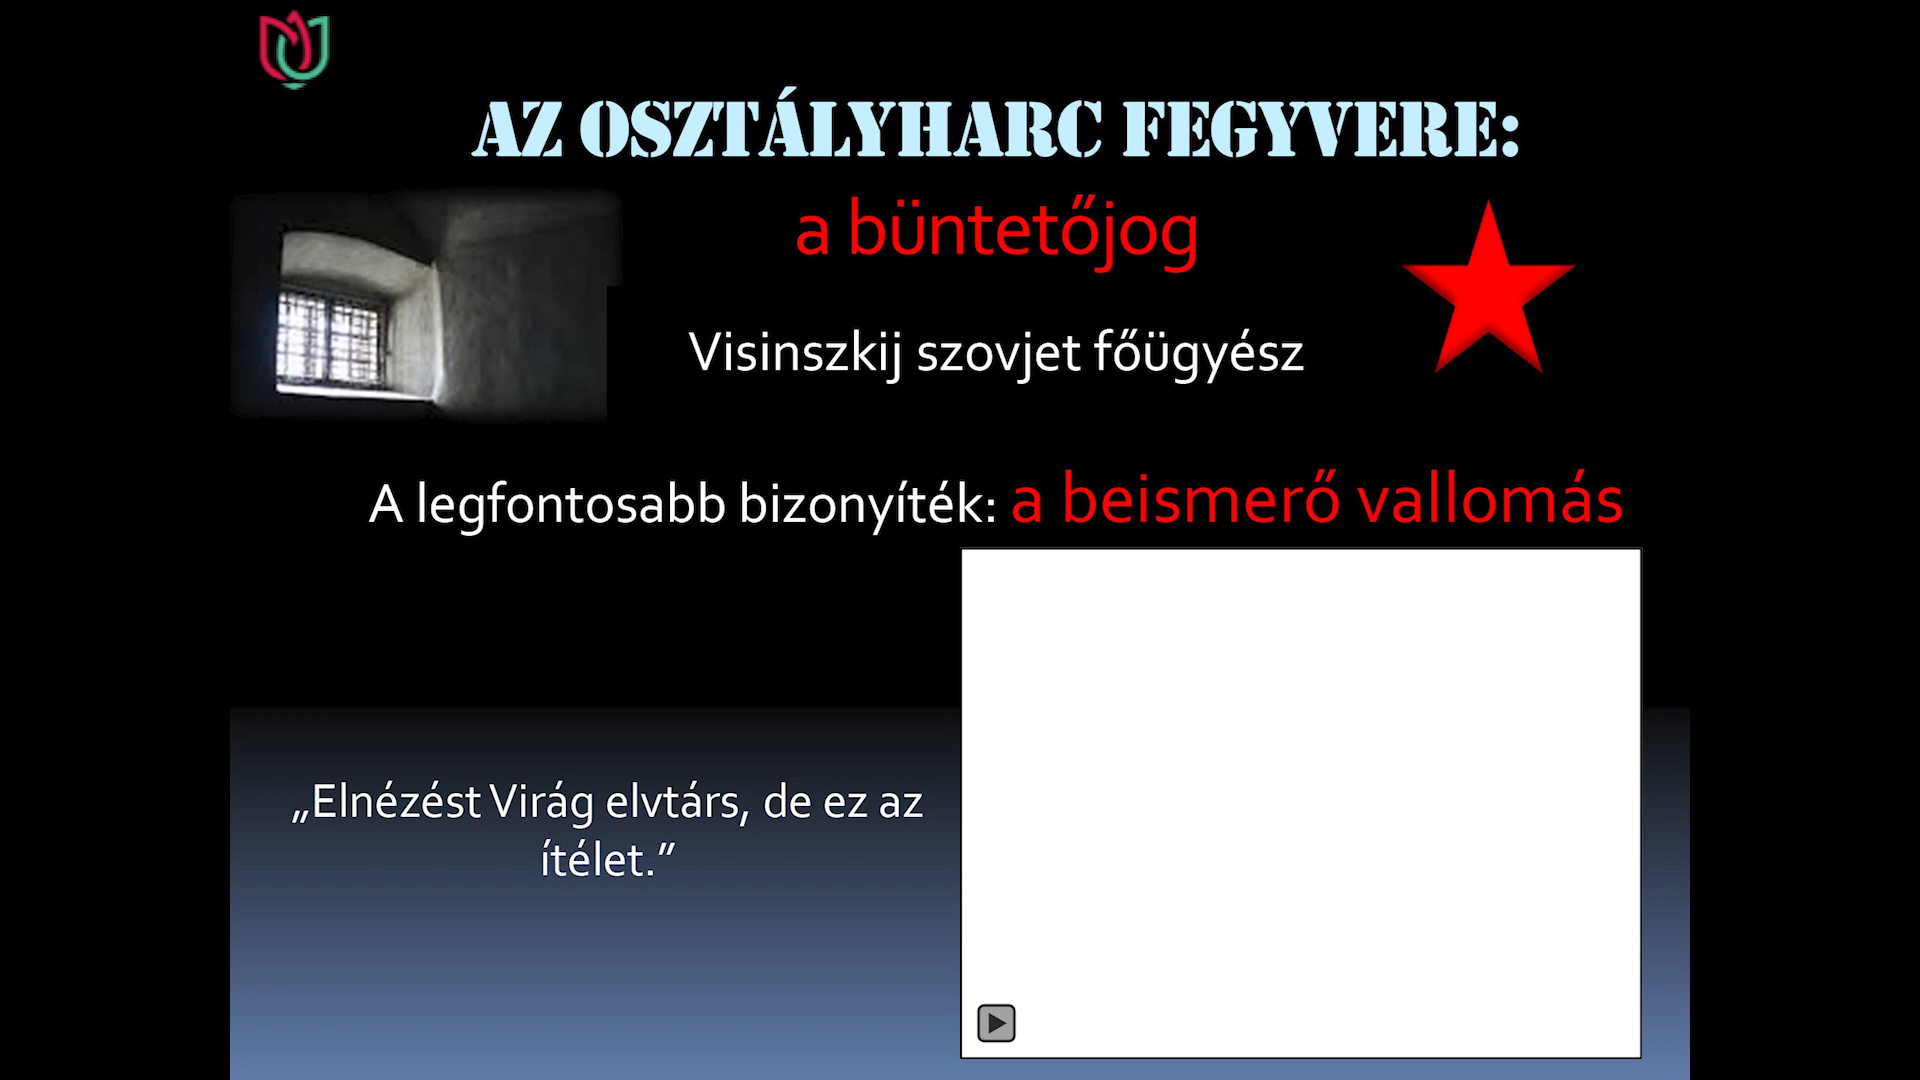 AZ OSZTÁLYHARC FEGYVERE:
a büntetőjog
Visinszkij szovjet főügyész
A legfontosabb bizonyíték: a beismerő vallomás
„Elnézést Virág elvtárs, de ez az
ítélet.”